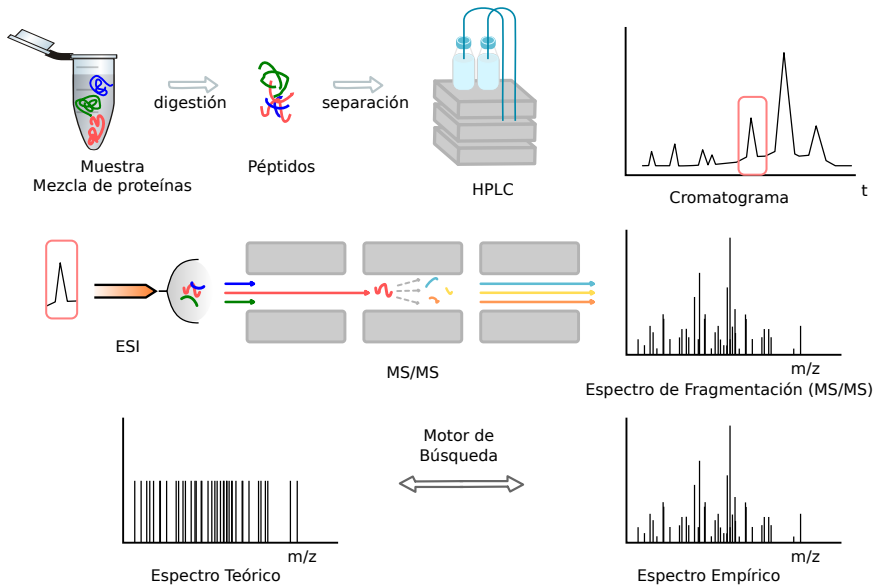 digestión
separación
Muestra
Mezcla de proteínas
Péptidos
HPLC
Cromatograma
t
ESI
MS/MS
m/z
Espectro de Fragmentación (MS/MS)
Motor de
Búsqueda
m/z
Espectro Teórico
m/z
Espectro Empírico